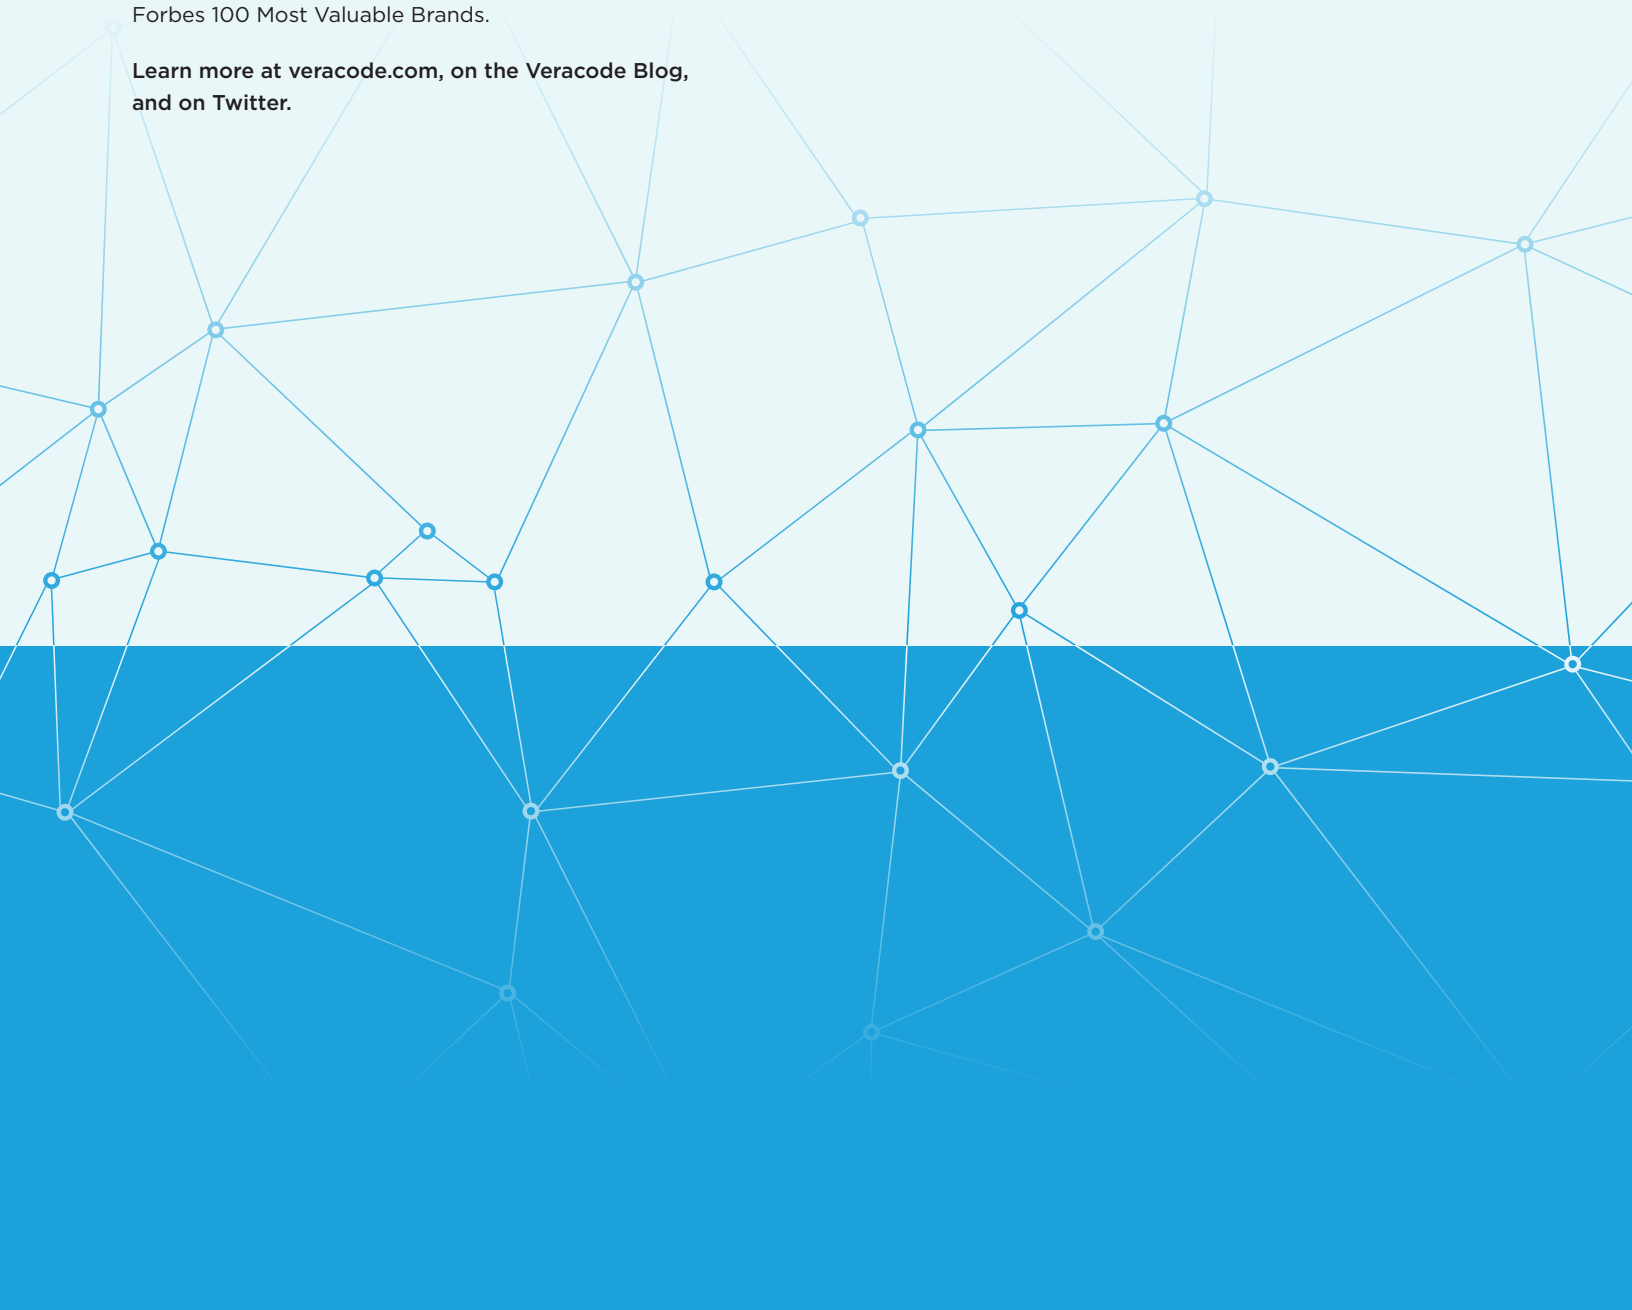 Forbes 100 Most Valuable Brands.
Learn more at veracode.com, on the Veracode Blog,
and on Twitter.